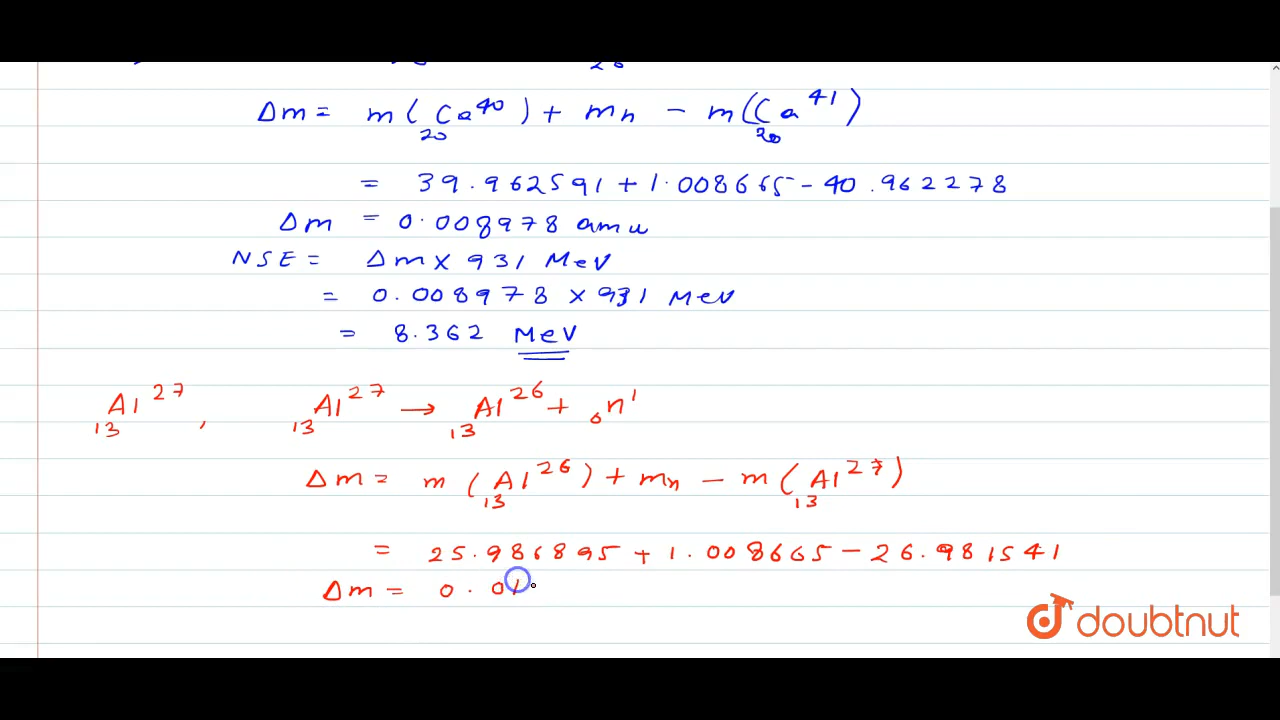 Δm = m(₂₀Ca⁴⁰) + mn - m(₂₀Ca⁴¹)
= 39.962591 + 1.008665 - 40.962278
Δm = 0.008978 amu
NSE = Δm × 931 MeV
= 0.008978 × 931 MeV
= 8.362 MeV
₁₃Al²⁷, ₁₃Al²⁷ → ₁₃Al²⁶ + ₀n¹
Δm = m(₁₃Al²⁶) + mn - m(₁₃Al²⁷)
= 25.986895 + 1.008665 - 26.981541
Δm = 0.01
doubtnut